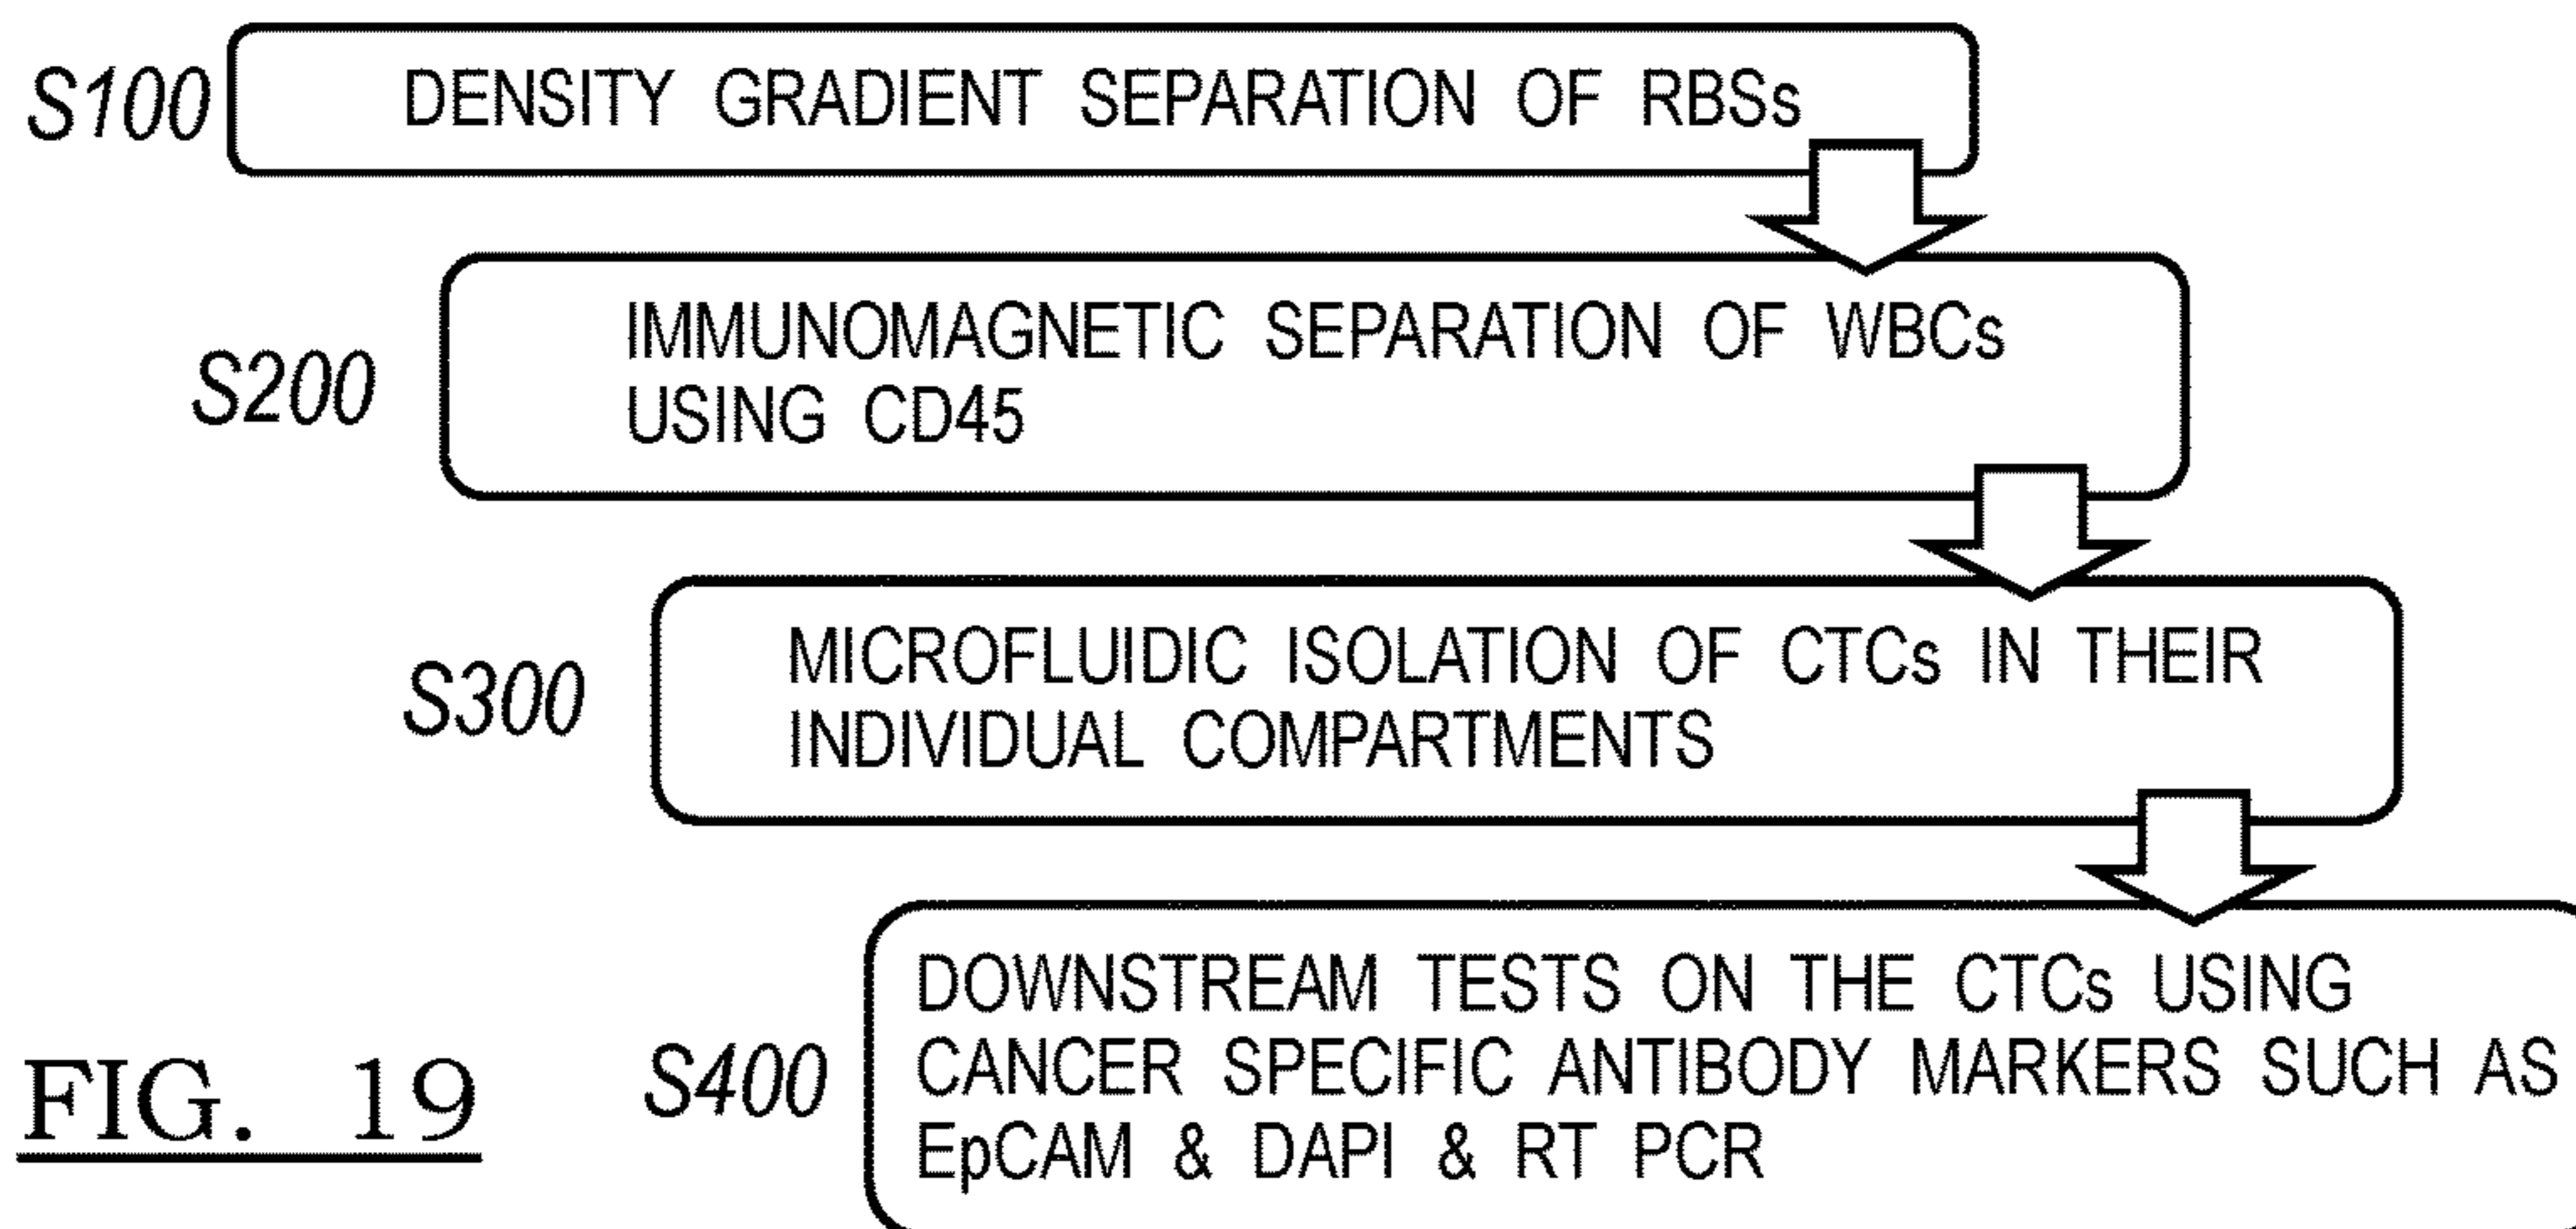 S100
DENSITY GRADIENT SEPARATION OF RBSs
S200
IMMUNOMAGNETIC SEPARATION OF WBCs
USING CD45
S300
MICROFLUIDIC ISOLATION OF CTCs IN THEIR
INDIVIDUAL COMPARTMENTS
S400
DOWNSTREAM TESTS ON THE CTCs USING
CANCER SPECIFIC ANTIBODY MARKERS SUCH AS
EpCAM & DAPI & RT PCR
FIG. 19